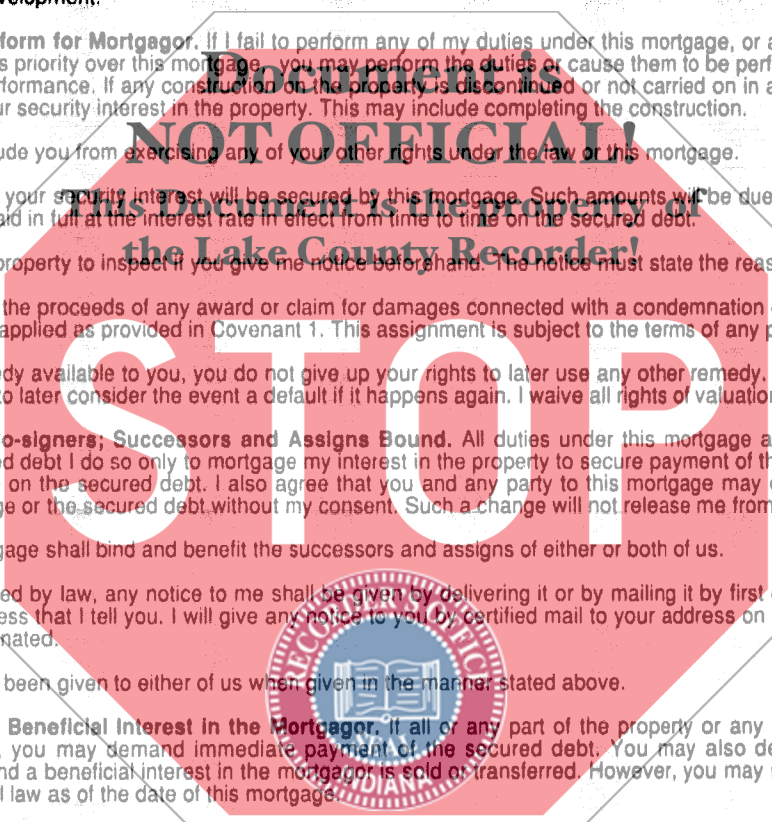 velopment.
form for Mortgagor. If I fail to perform any of my duties under this mortgage, or a
s priority over this mortgage, you may perform the duties or cause them to be perf
formance. If any construction on the property is discontinued or not carried on in a
ur security interest in the property. This may include completing the construction.
Document is
NOT OFFICIAL!
This Document is the property of
the Lake County Recorder!
ude you from exercising any of your other rights under the law or this mortgage.
your security interest will be secured by this mortgage. Such amounts will be due
aid in full at the interest rate in effect from time to time on the secured debt.
property to inspect if you give me notice beforehand. The notice must state the reas
the proceeds of any award or claim for damages connected with a condemnation
applied as provided in Covenant 1. This assignment is subject to the terms of any p
STOP
edy available to you, you do not give up your rights to later use any other remedy.
to later consider the event a default if it happens again. I waive all rights of valuation
o-signers; Successors and Assigns Bound. All duties under this mortgage a
ed debt I do so only to mortgage my interest in the property to secure payment of th
on the secured debt. I also agree that you and any party to this mortgage may
ge or the secured debt without my consent. Such a change will not release me from
gage shall bind and benefit the successors and assigns of either or both of us.
ed by law, any notice to me shall be given by delivering it or by mailing it by first
ess that I tell you. I will give any notice to you by certified mail to your address on
nated.
RECORDER'S OFFICE
INDIANA
been given to either of us when given in the manner stated above.
Beneficial Interest in the Mortgagor. If all or any part of the property or any
, you may demand immediate payment of the secured debt. You may also de
nd a beneficial interest in the mortgagor is sold or transferred. However, you may
l law as of the date of this mortgage.